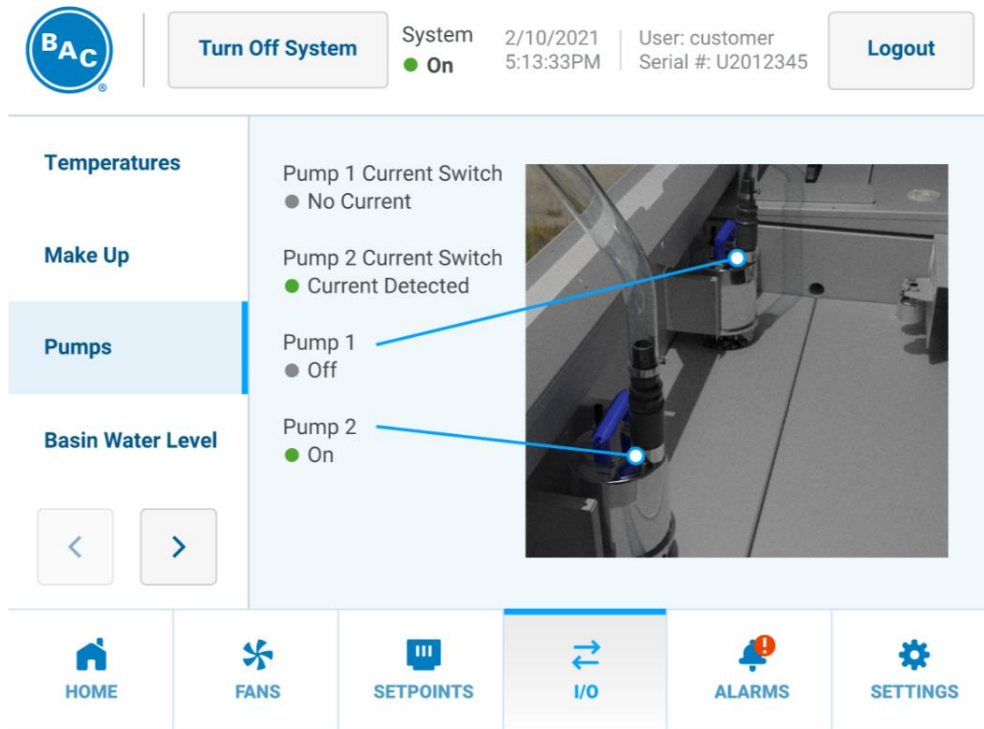 BAC
®
Turn Off System
System
On
2/10/2021
5:13:33PM
User: customer
Serial #: U2012345
Logout
Temperatures
Make Up
Pumps
Basin Water Level
Pump 1 Current Switch
No Current
Pump 2 Current Switch
Current Detected
Pump 1
Off
Pump 2
On
HOME
FANS
SETPOINTS
I/O
ALARMS
SETTINGS